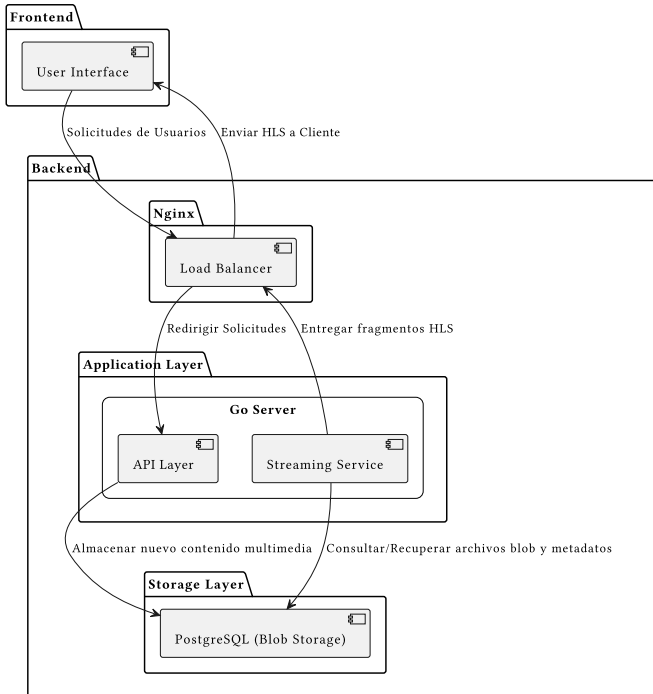 Frontend
User Interface
Solicitudes de Usuarios
Enviar HLS a Cliente
Backend
Nginx
Load Balancer
Redirigir Solicitudes
Entregar fragmentos HLS
Application Layer
Go Server
API Layer
Streaming Service
Almacenar nuevo contenido multimedia
Consultar/Recuperar archivos blob y metadatos
Storage Layer
PostgreSQL (Blob Storage)